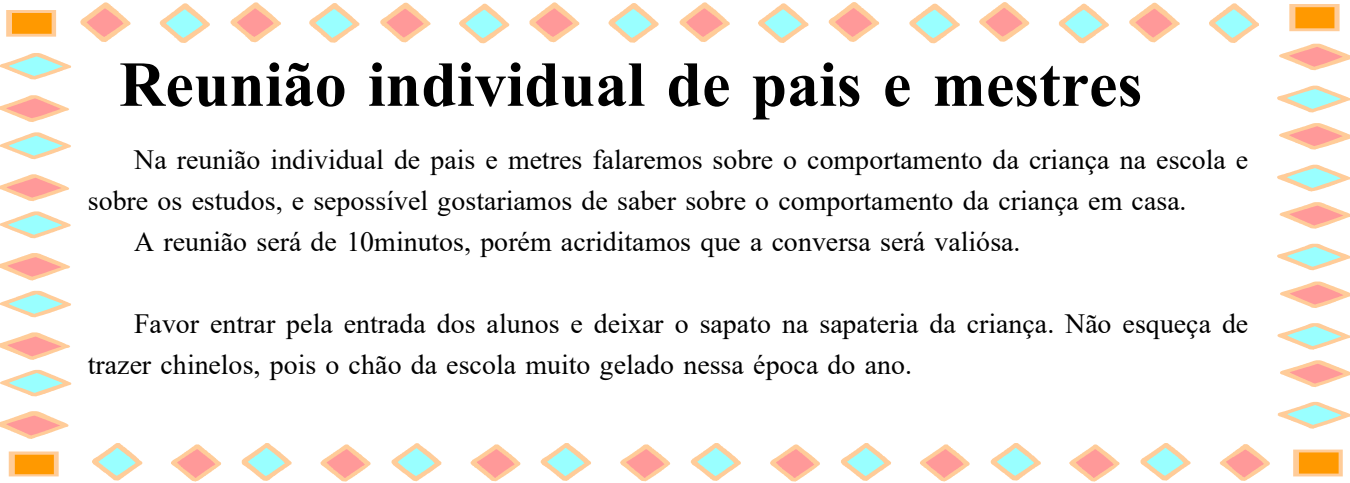 Reunião individual de pais e mestres
Na reunião individual de pais e metres falaremos sobre o comportamento da criança na escola e
sobre os estudos, e sepossível gostariamos de saber sobre o comportamento da criança em casa.
A reunião será de 10minutos, porém acriditamos que a conversa será valiósa.
Favor entrar pela entrada dos alunos e deixar o sapato na sapateria da criança. Não esqueça de
trazer chinelos, pois o chão da escola muito gelado nessa época do ano.